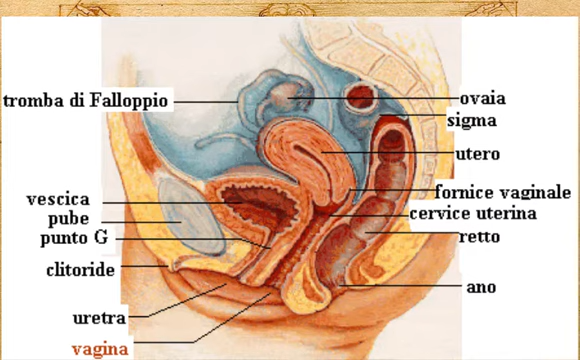 tromba di Falloppio
ovaia
sigma
utero
fornice vaginale
vescica
cervice uterina
pube
punto G
retto
clitoride
ano
uretra
vagina